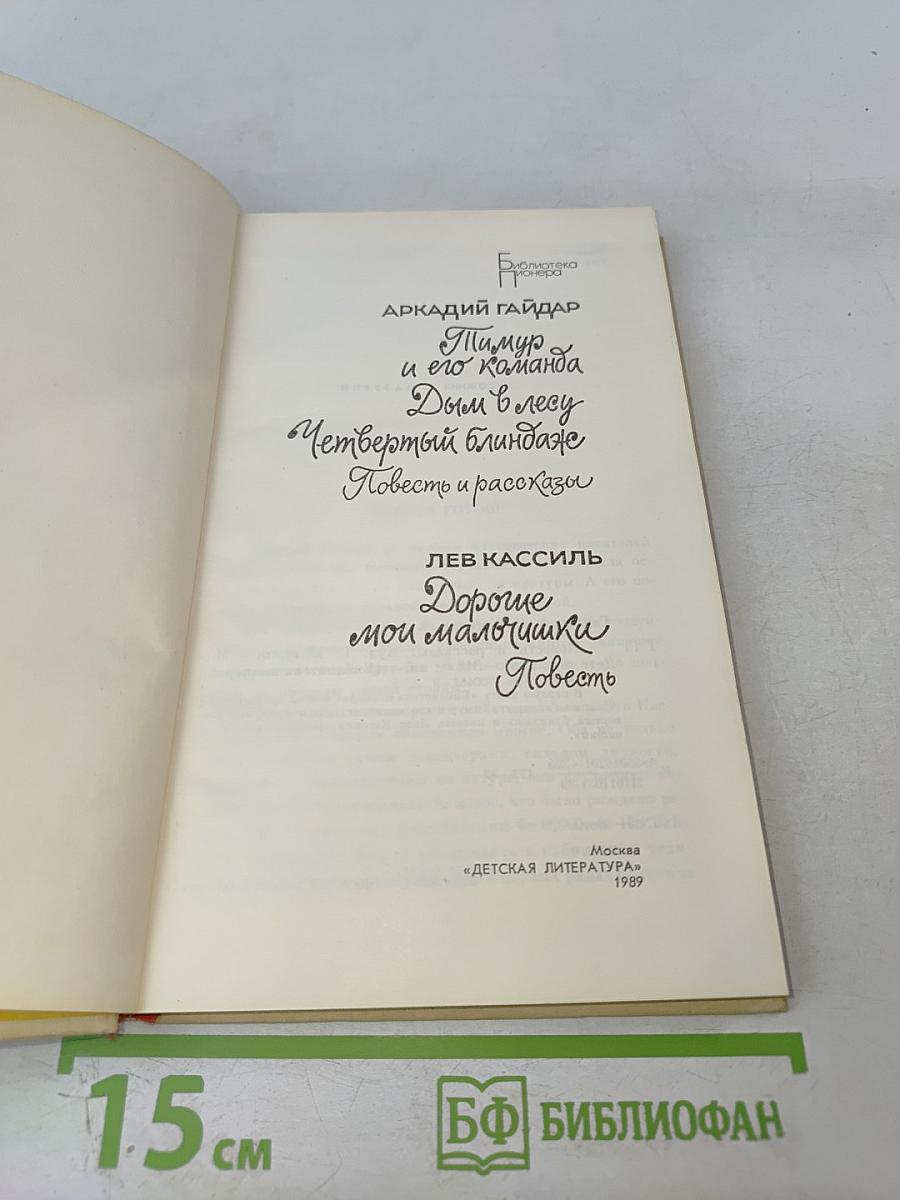 Библиотека
Пионера
АРКАДИЙ ГАЙДАР
Тимур
и его команда
Дым в лесу
Четвертый блиндаж
Повесть и рассказы
ЛЕВ КАССИЛЬ
Дорогие
мои мальчишки
Повесть
Москва
«ДЕТСКАЯ ЛИТЕРАТУРА»
1989
15 см
БФ БИБЛИОФАН